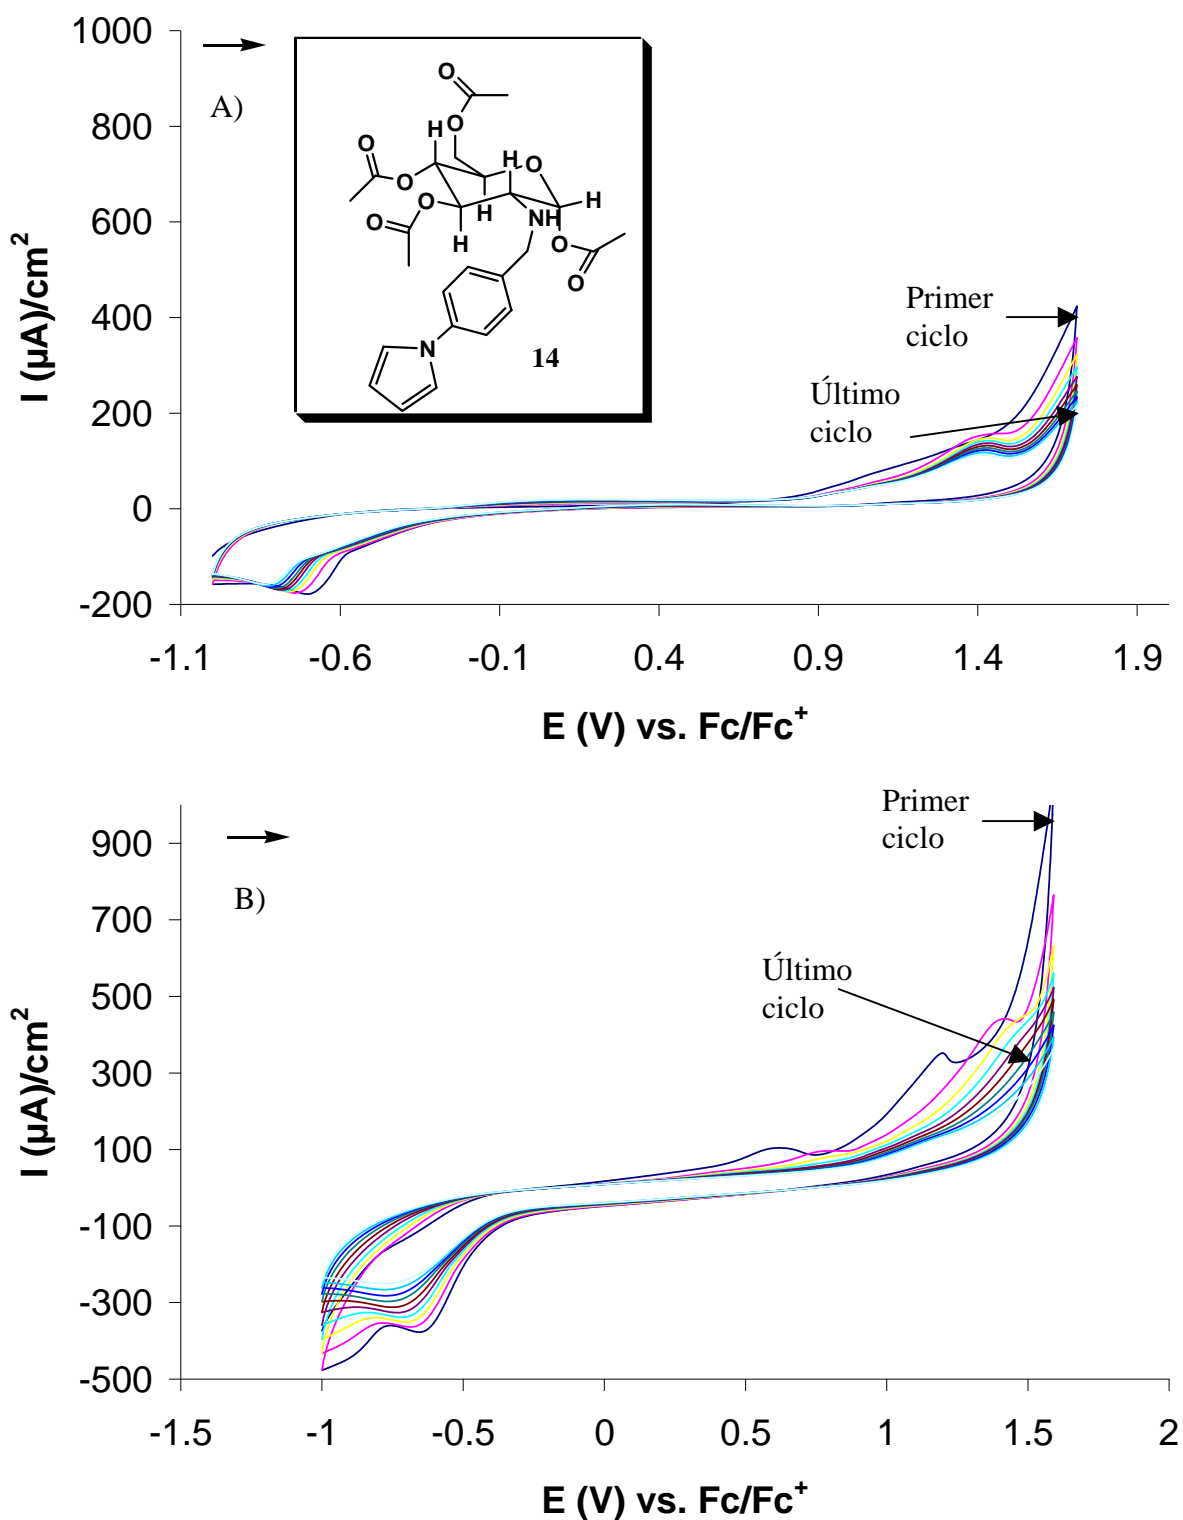 1000
800
600
400
200
0
-200
I (µA)/cm²
A)
O
O
H
O
O
H
O
O
O
H
H
NH
H
O
O
O
N
14
Primer
ciclo
Último
ciclo
-1.1 -0.6 -0.1 0.4 0.9 1.4 1.9
E (V) vs. Fc/Fc⁺
900
700
500
300
100
-100
-300
-500
I (µA)/cm²
B)
Primer
ciclo
Último
ciclo
-1.5 -1 -0.5 0 0.5 1 1.5 2
E (V) vs. Fc/Fc⁺